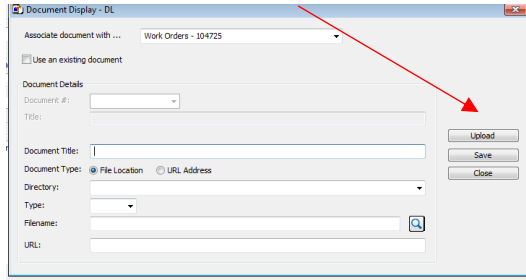 Document Display - DL
Associate document with ... Work Orders - 104725
Use an existing document
Document Details
Document #:
Title:
Upload
Document Title:
Save
Document Type: File Location URL Address
Close
Directory:
Type:
Filename:
URL: